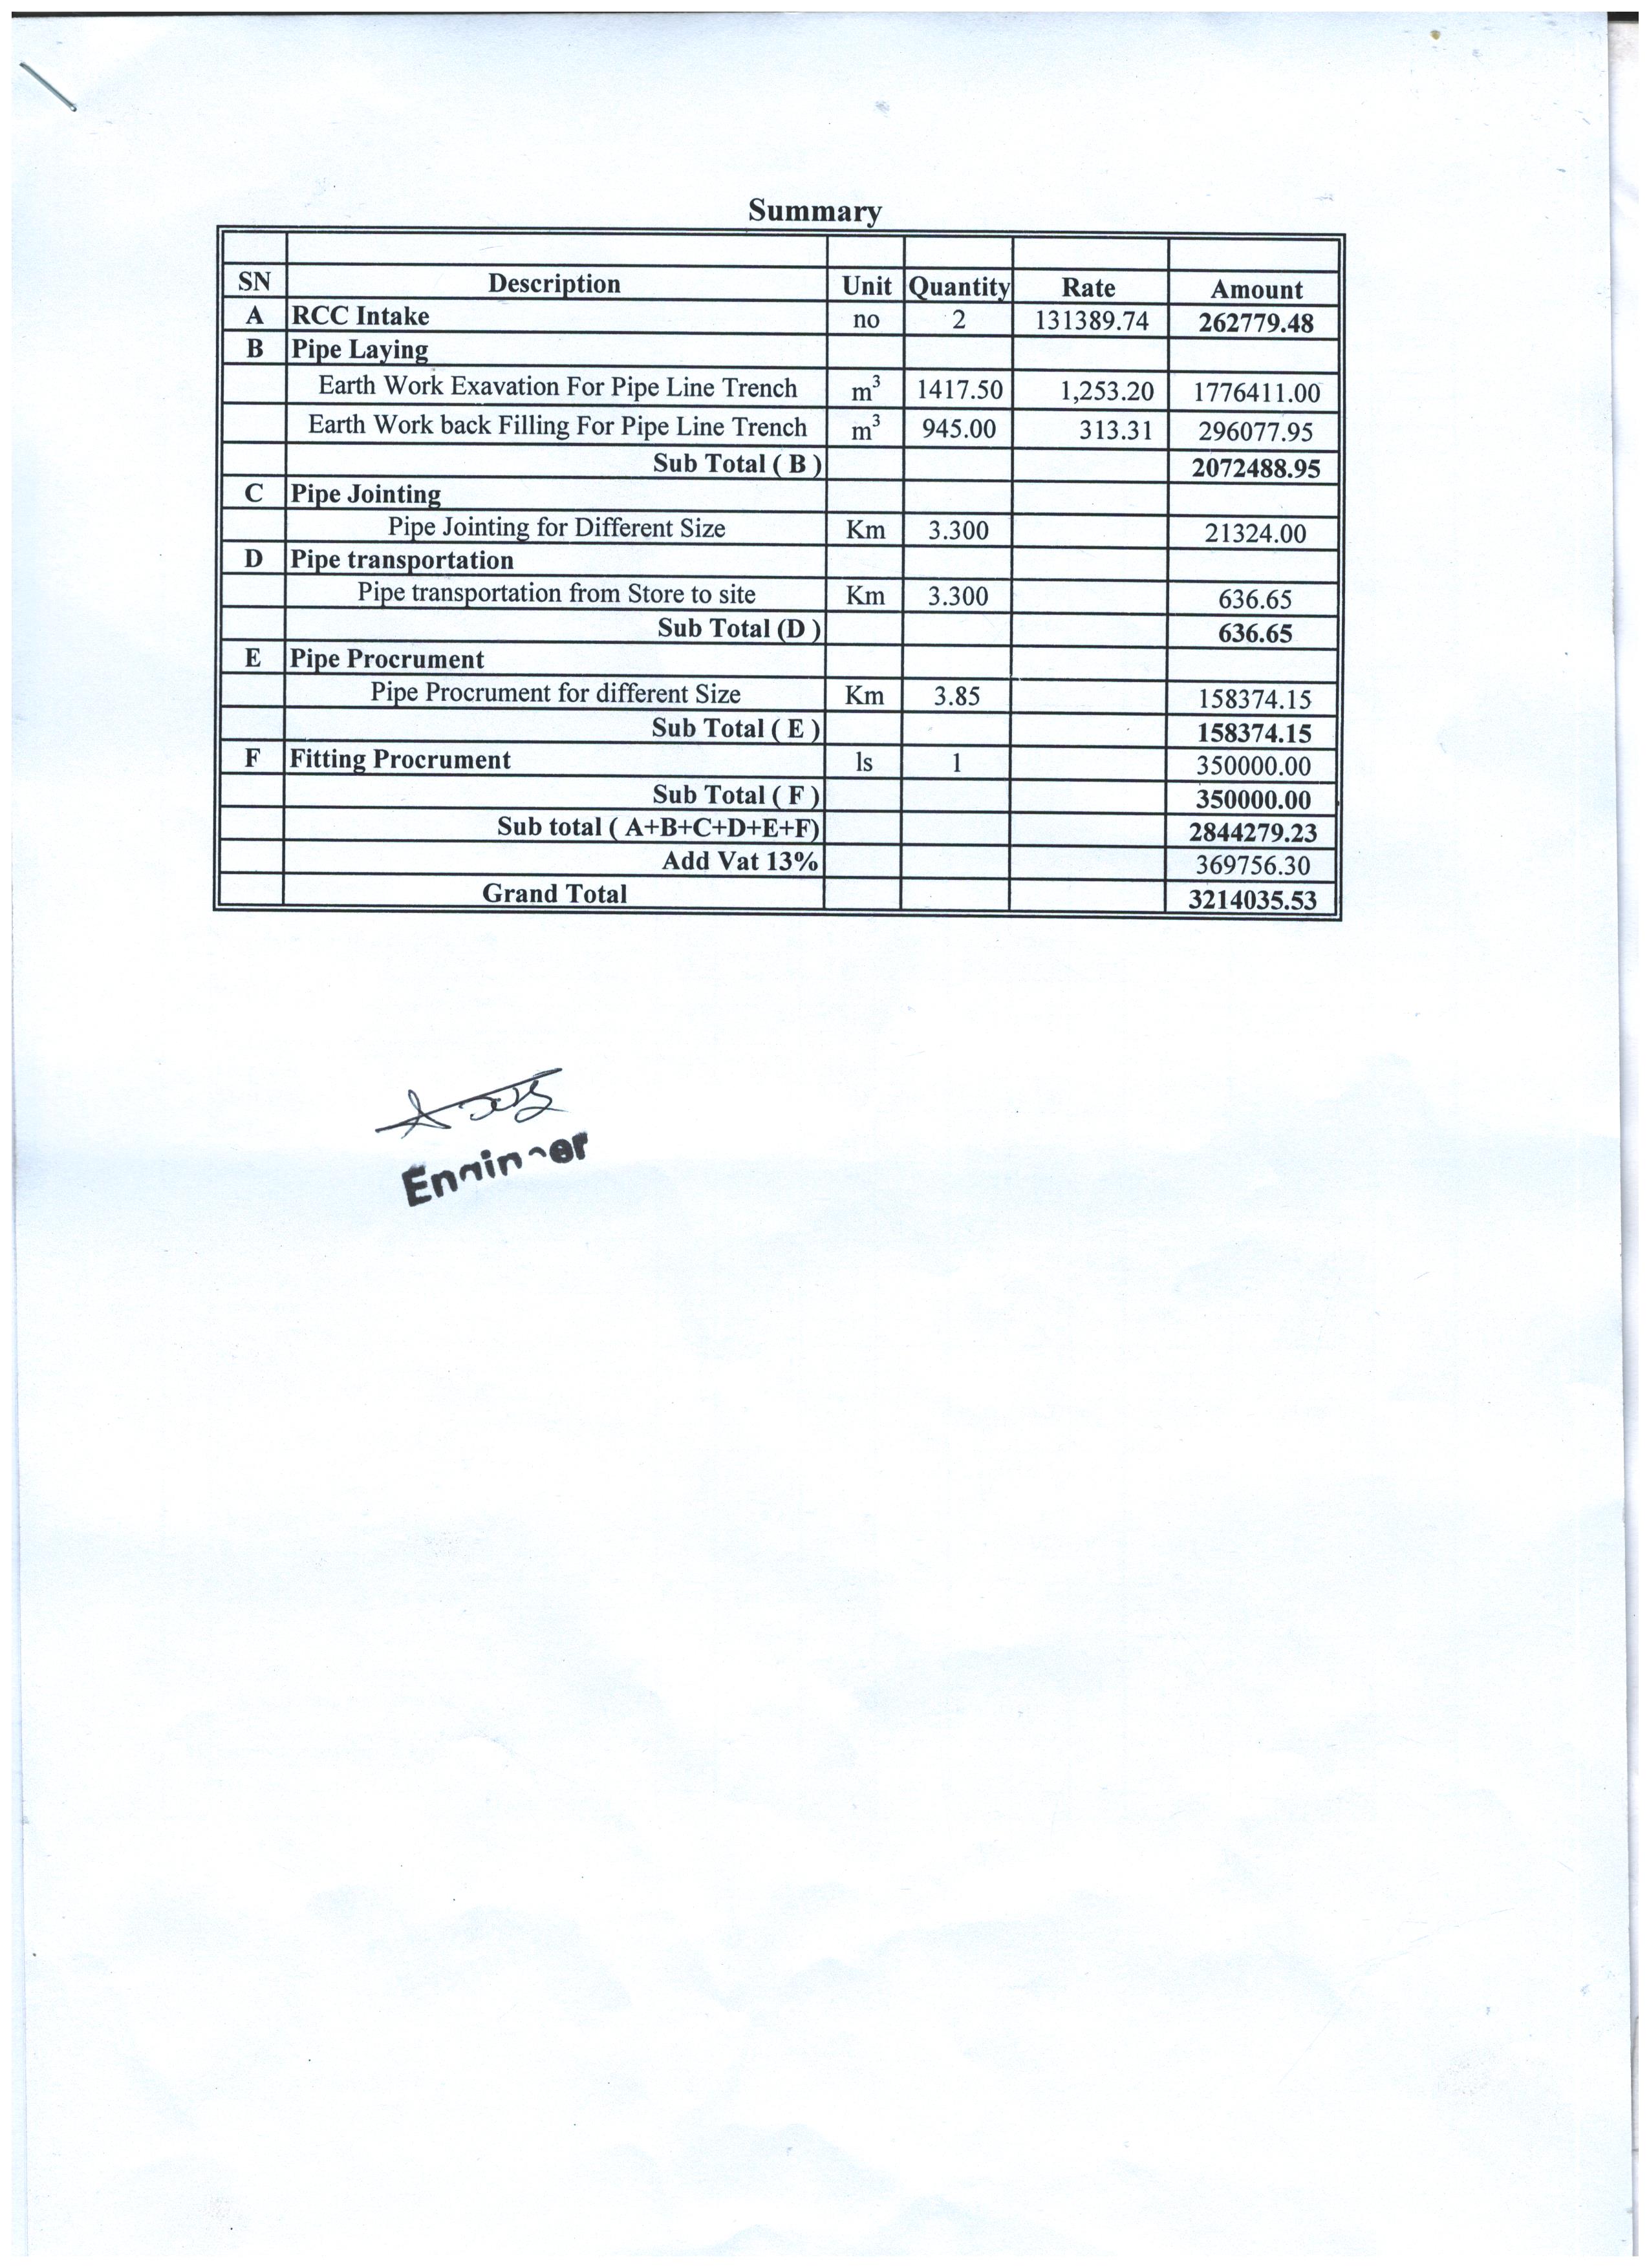 Summary
SN Description Unit Quantity Rate Amount
A RCC Intake no 2 131389.74 262779.48
B Pipe Laying
Earth Work Exavation For Pipe Line Trench m³ 1417.50 1,253.20 1776411.00
Earth Work back Filling For Pipe Line Trench m³ 945.00 313.31 296077.95
Sub Total ( B ) 2072488.95
C Pipe Jointing
Pipe Jointing for Different Size Km 3.300 21324.00
D Pipe transportation
Pipe transportation from Store to site Km 3.300 636.65
Sub Total (D ) 636.65
E Pipe Procrument
Pipe Procrument for different Size Km 3.85 158374.15
Sub Total ( E ) 158374.15
F Fitting Procrument ls 1 350000.00
Sub Total ( F ) 350000.00
Sub total ( A+B+C+D+E+F) 2844279.23
Add Vat 13% 369756.30
Grand Total 3214035.53
Engineer